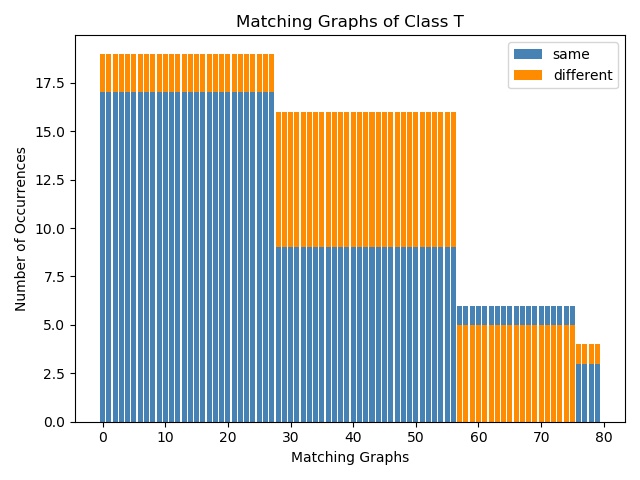 Matching Graphs of Class T
same
different
Number of Occurrences
17.5
15.0
12.5
10.0
7.5
5.0
2.5
0.0
0 10 20 30 40 50 60 70 80
Matching Graphs